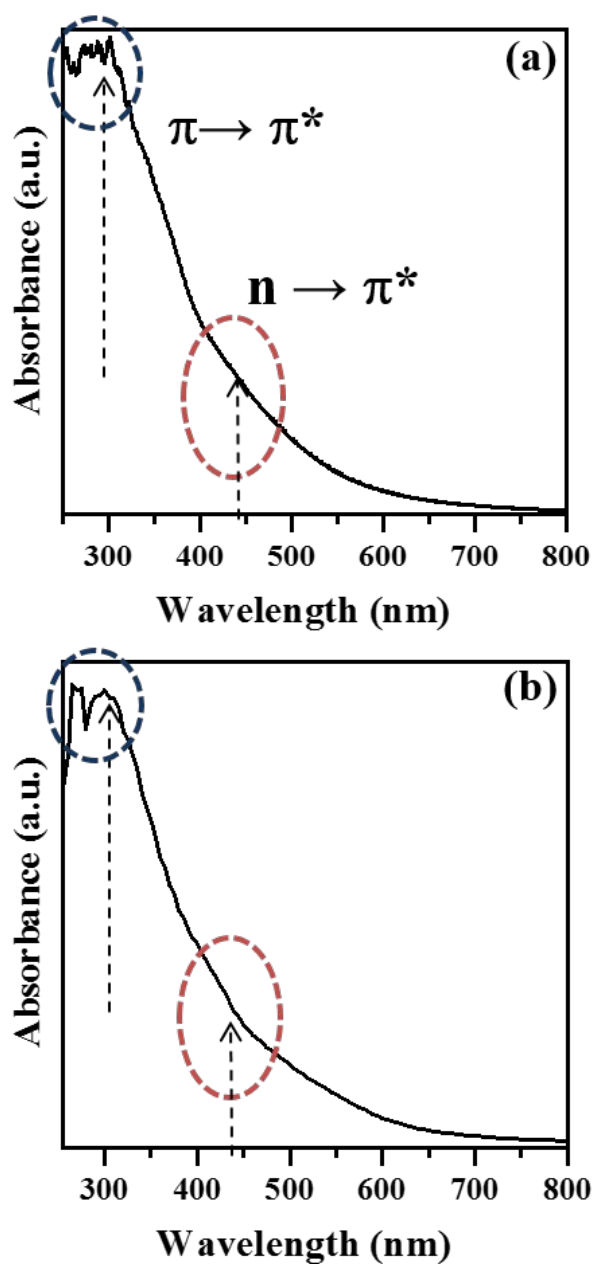 (a)
π→ π*
n → π*
Absorbance (a.u.)
300 400 500 600 700 800
Wavelength (nm)
(b)
Absorbance (a.u.)
300 400 500 600 700 800
Wavelength (nm)